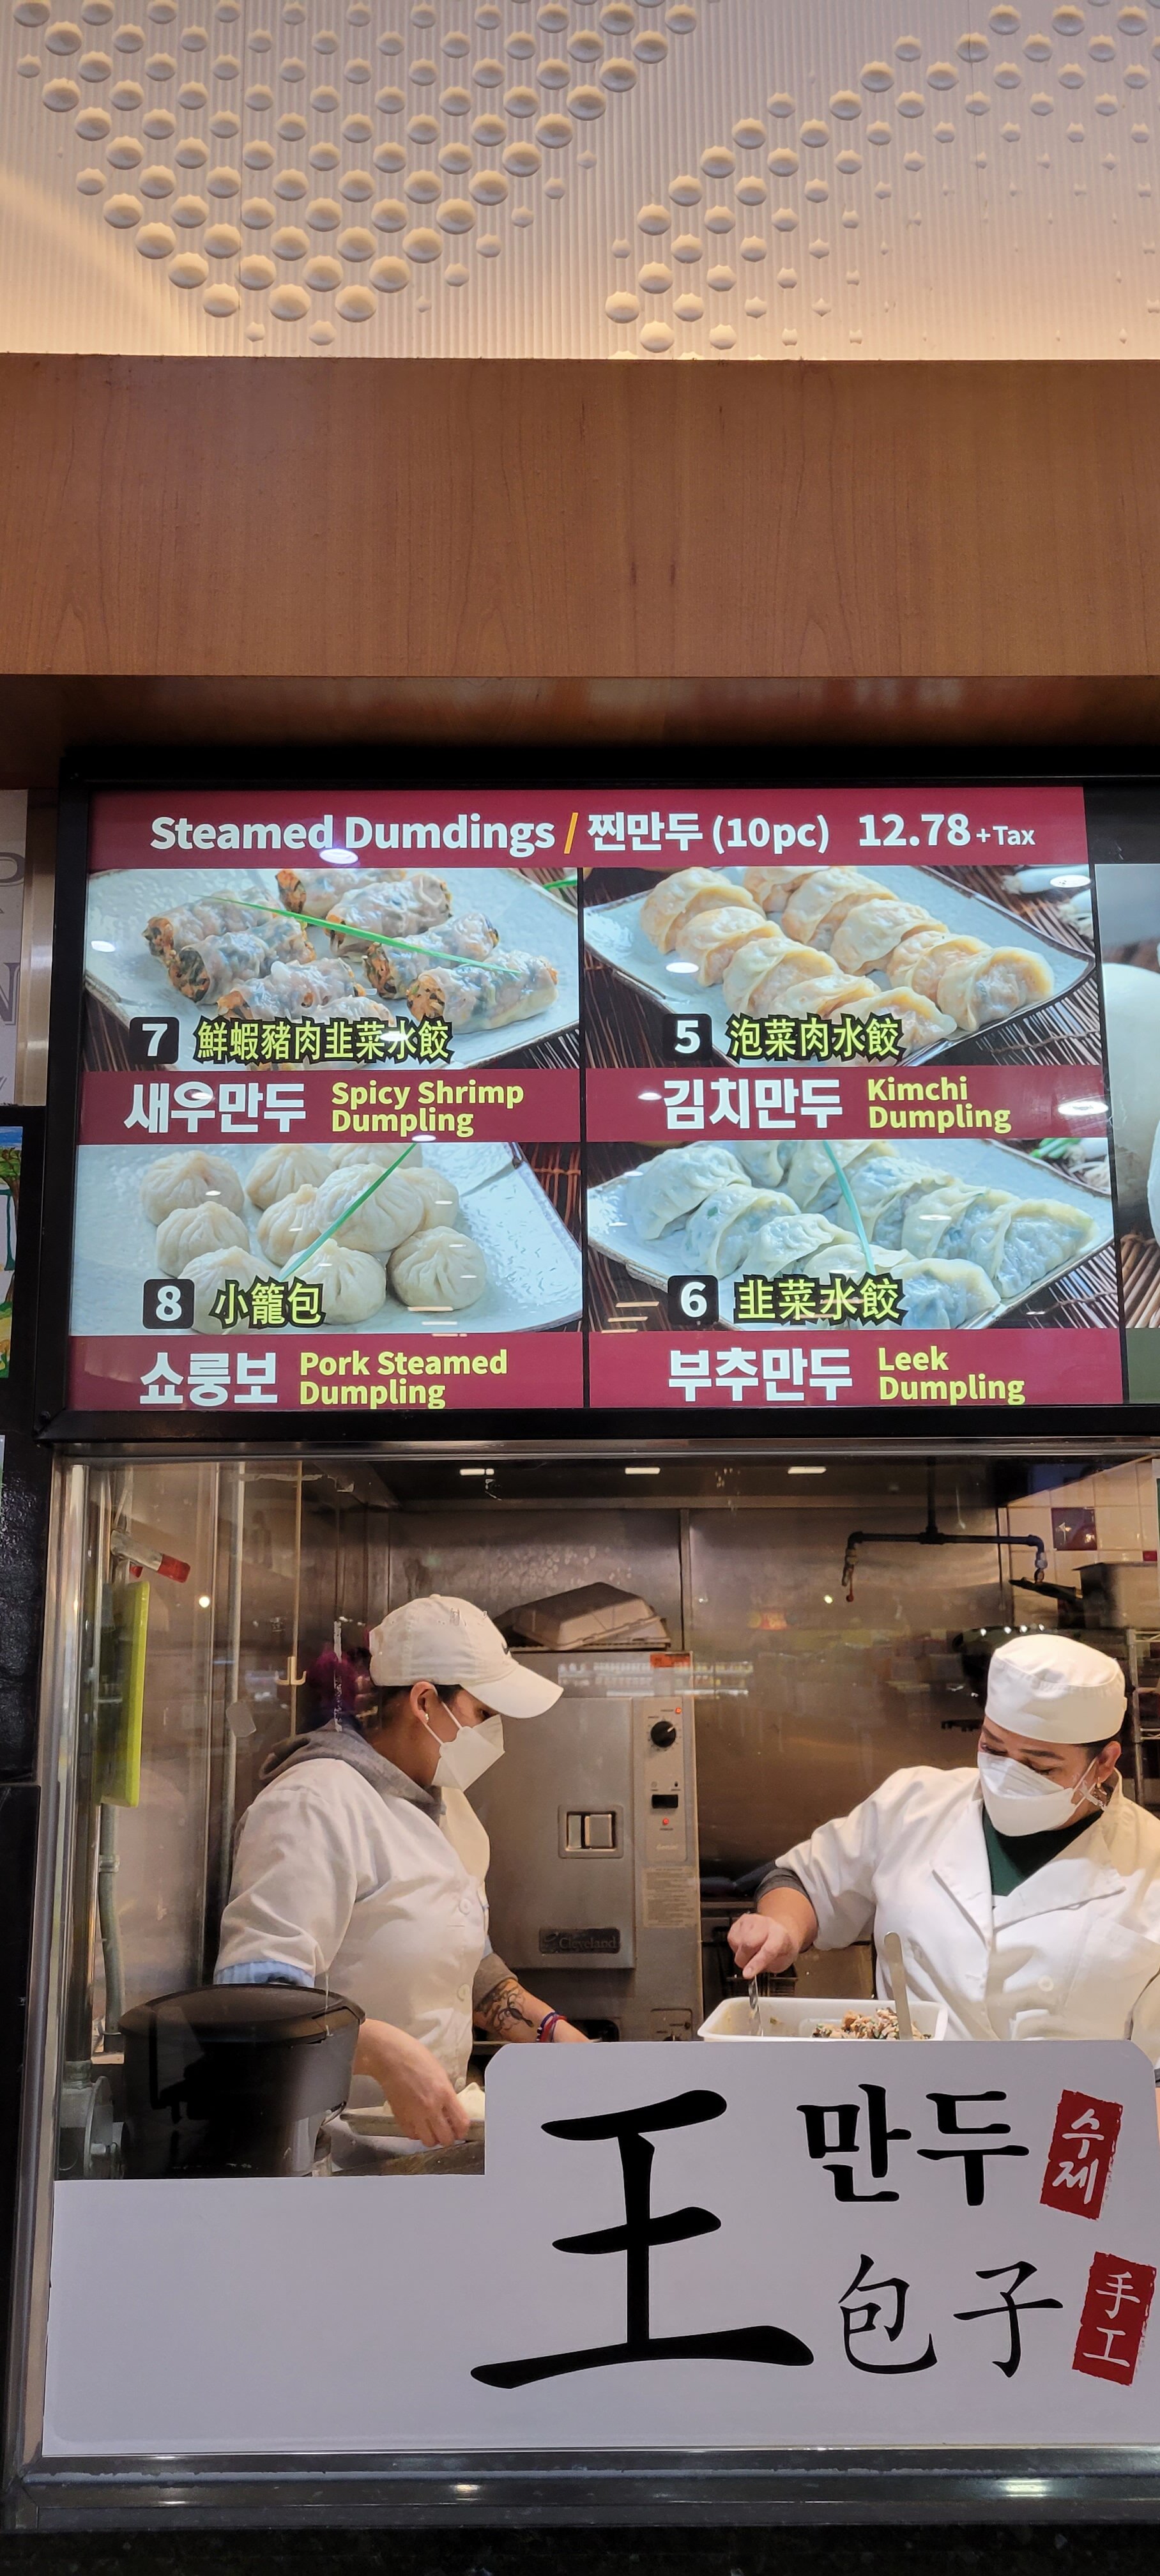 Steamed Dumdings / 찐만두 (10pc) 12.78 +Tax
7 鮮蝦豬肉韭菜水餃
새우만두 Spicy Shrimp
Dumpling
5 泡菜肉水餃
김치만두 Kimchi
Dumpling
8 小籠包
쇼룽보 Pork Steamed
Dumpling
6 韭菜水餃
부추만두 Leek
Dumpling
Cleveland
王 만두
수제
包子
手工